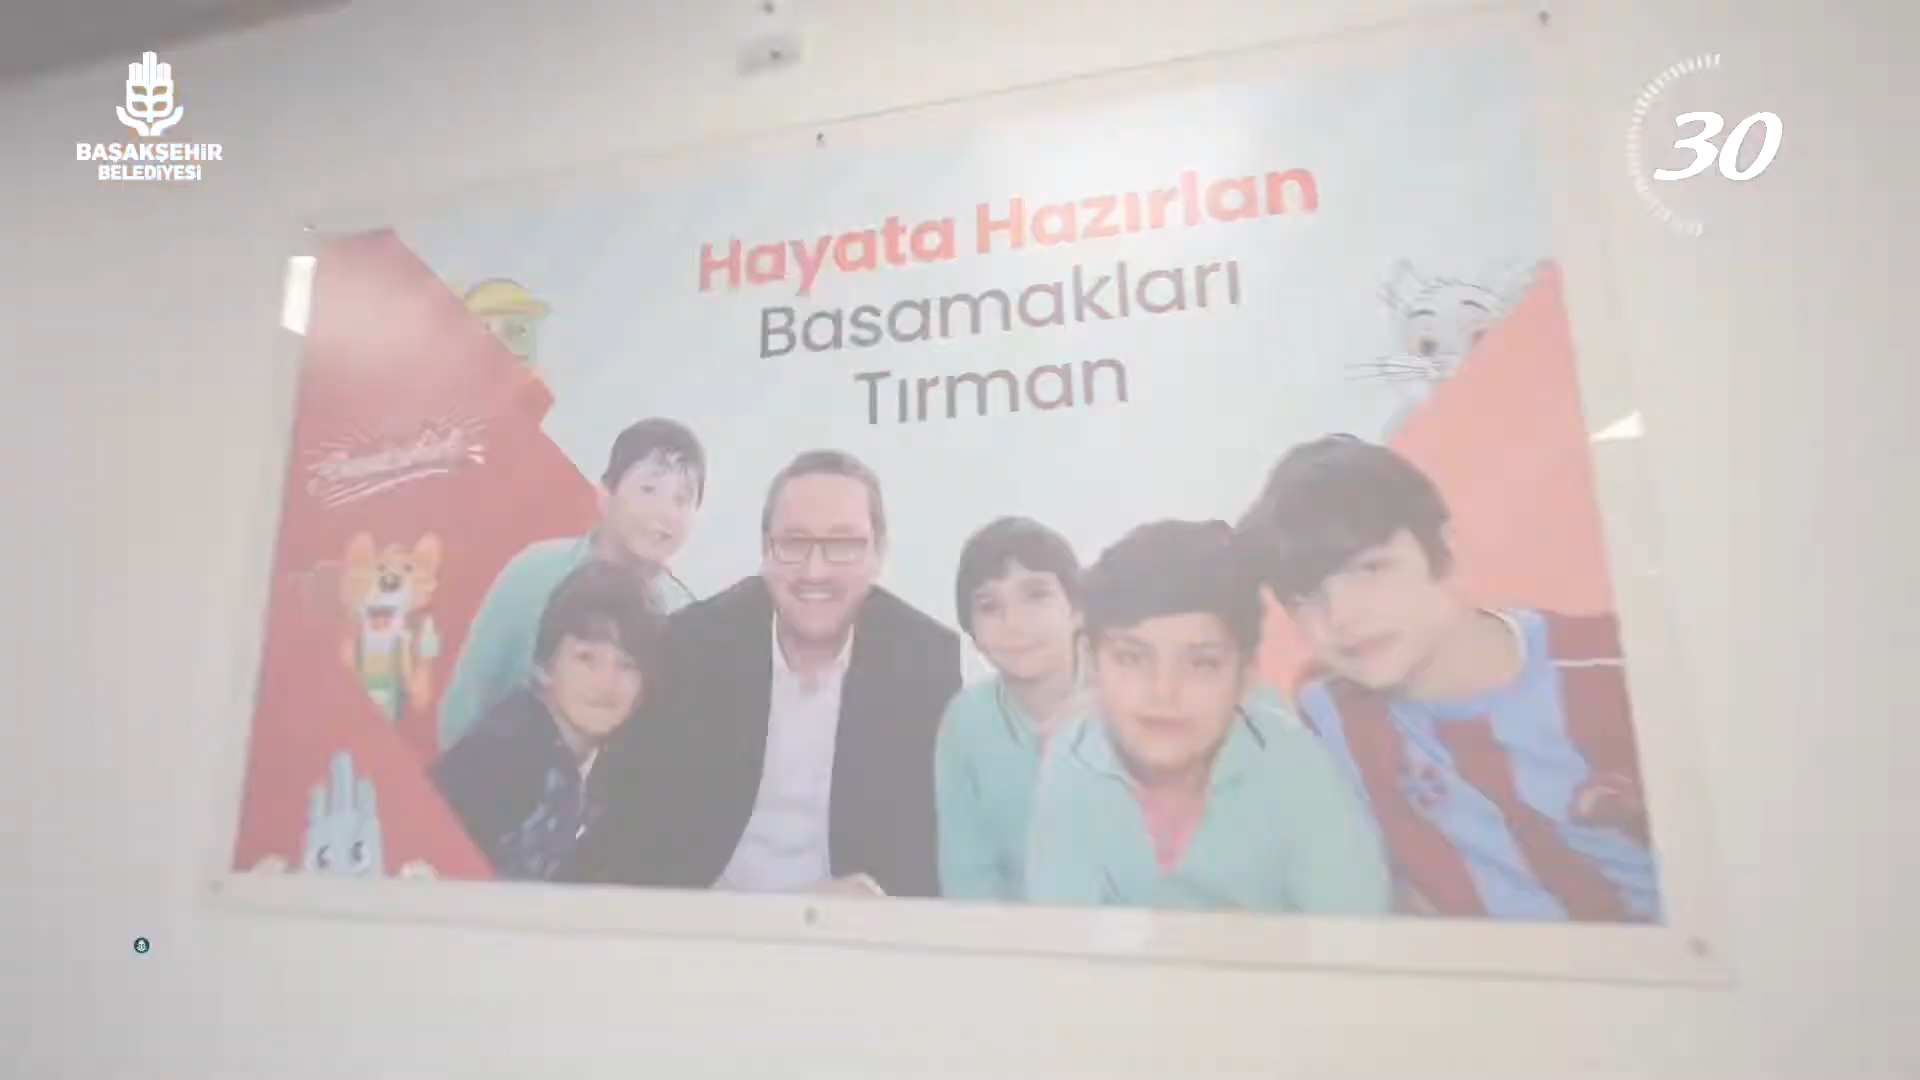 BAŞAKŞEHİR
BELEDİYESİ
30
Hayata Hazırlan
Basamakları
Tırman